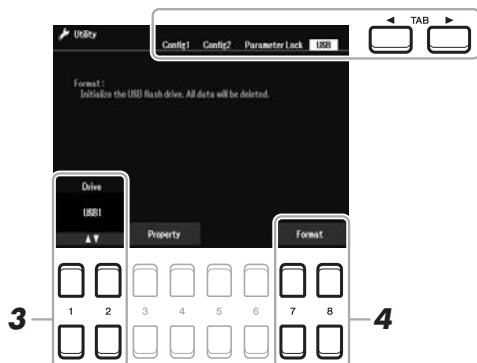 Utility
Config1 Config2 Parameter Lock USB
◄ TAB ►
Format :
Initialize the USB flash drive. All data will be deleted.
Drive
USB1
▲▼ Property Format
1 2 3 4 5 6 7 8
3 4